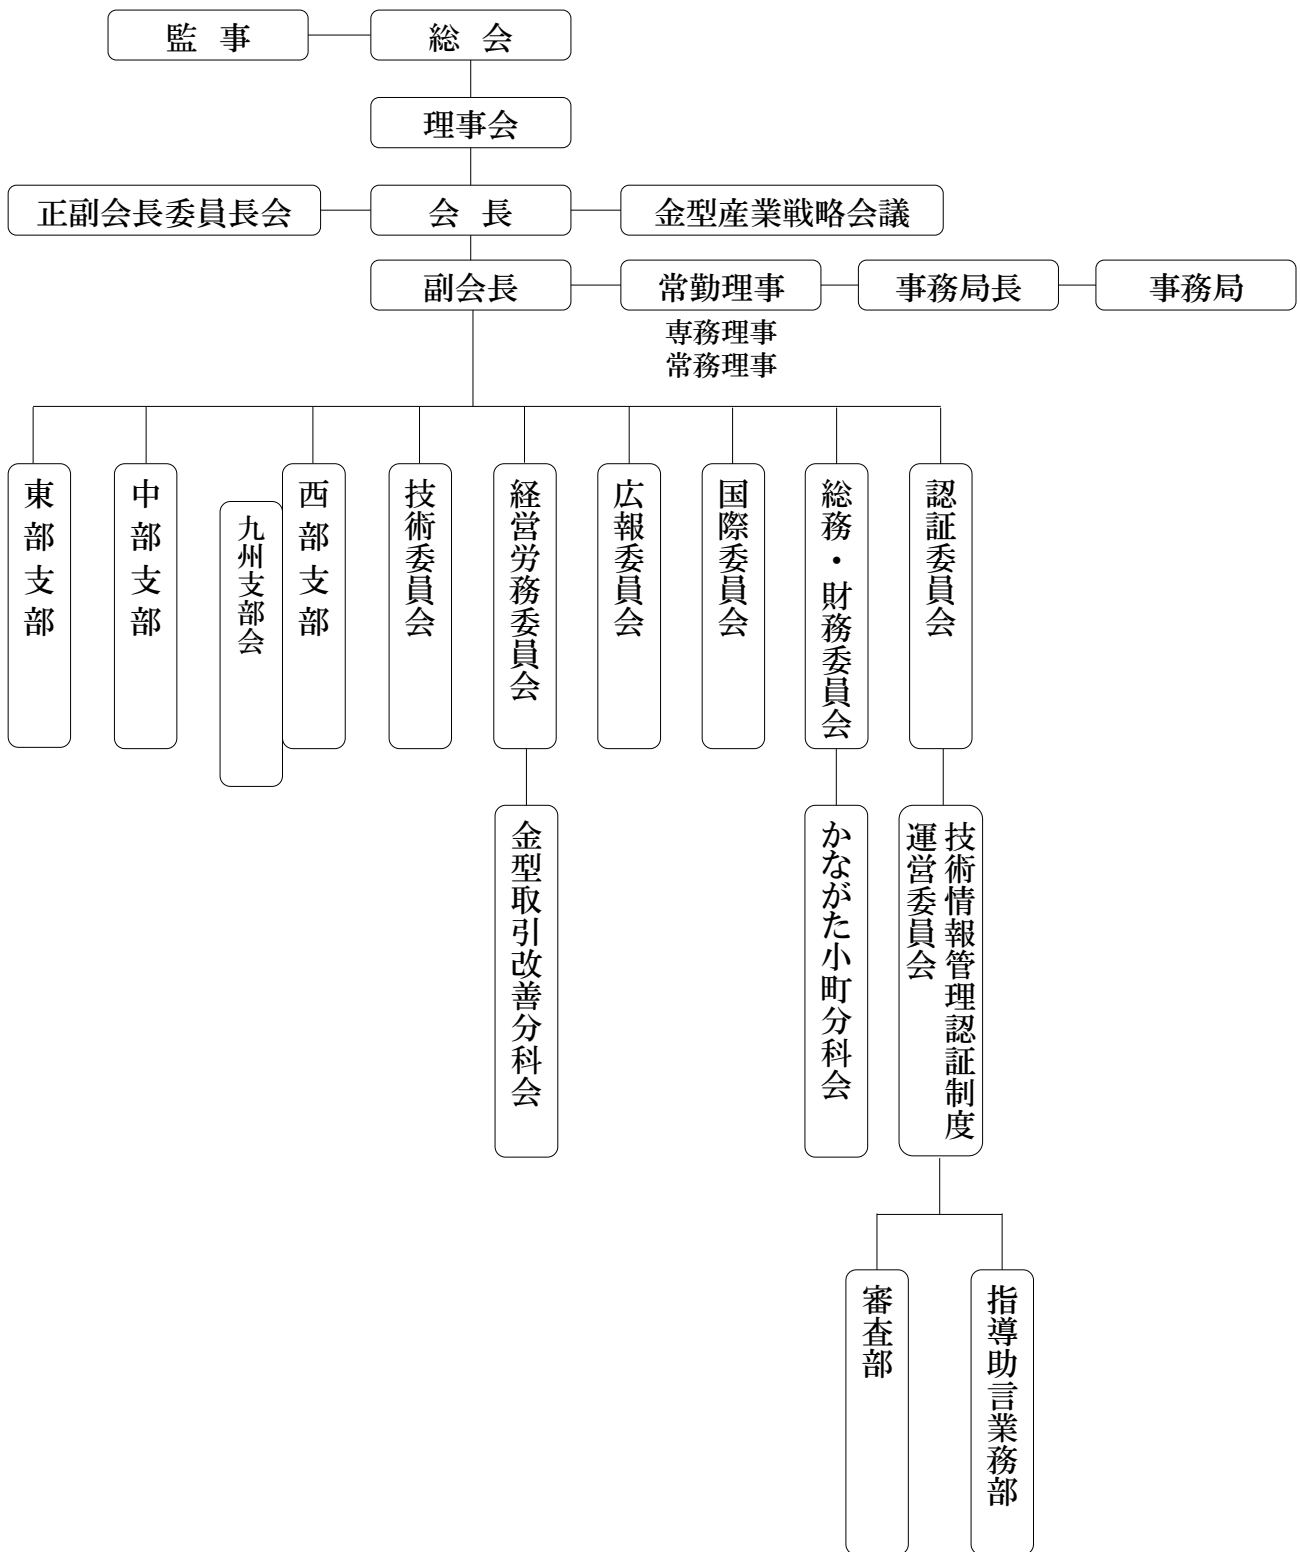 監 事
総 会
理事会
正副会長委員長会
会 長
金型産業戦略会議
副会長
常勤理事
事務局長
事務局
専務理事
常務理事
東部支部
中部支部
九州支部会
西部支部
技術委員会
経営労務委員会
広報委員会
国際委員会
総務・財務委員会
認証委員会
金型取引改善分科会
かながた小町分科会
技術情報管理認証制度
運営委員会
審査部
指導助言業務部